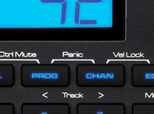 Ctrl Mute Panic Vel Lock
PROG CHAN E
< Track >